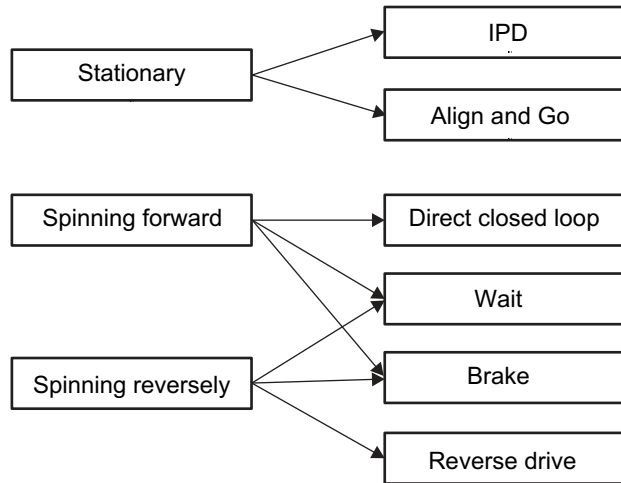 IPD
Stationary
Align and Go
Spinning forward
Direct closed loop
Wait
Spinning reversely
Brake
Reverse drive